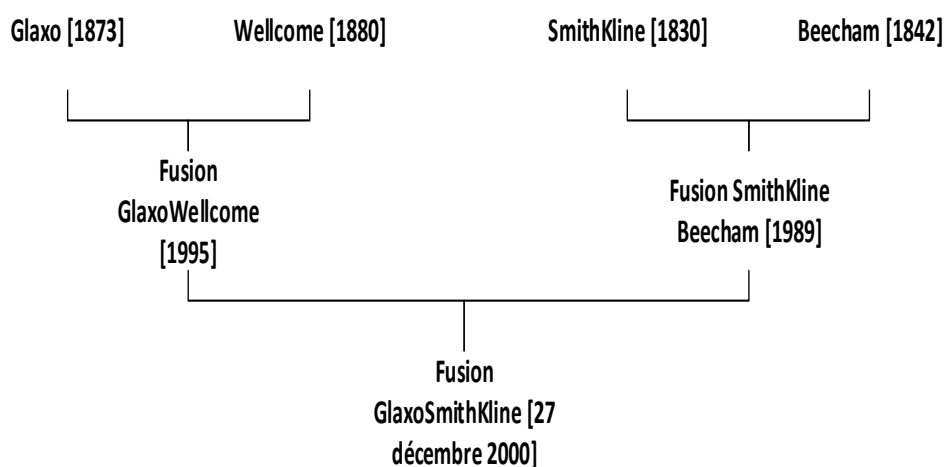 Glaxo [1873]
Wellcome [1880]
SmithKline [1830]
Beecham [1842]
Fusion
GlaxoWellcome
[1995]
Fusion SmithKline
Beecham [1989]
Fusion
GlaxoSmithKline [27
décembre 2000]